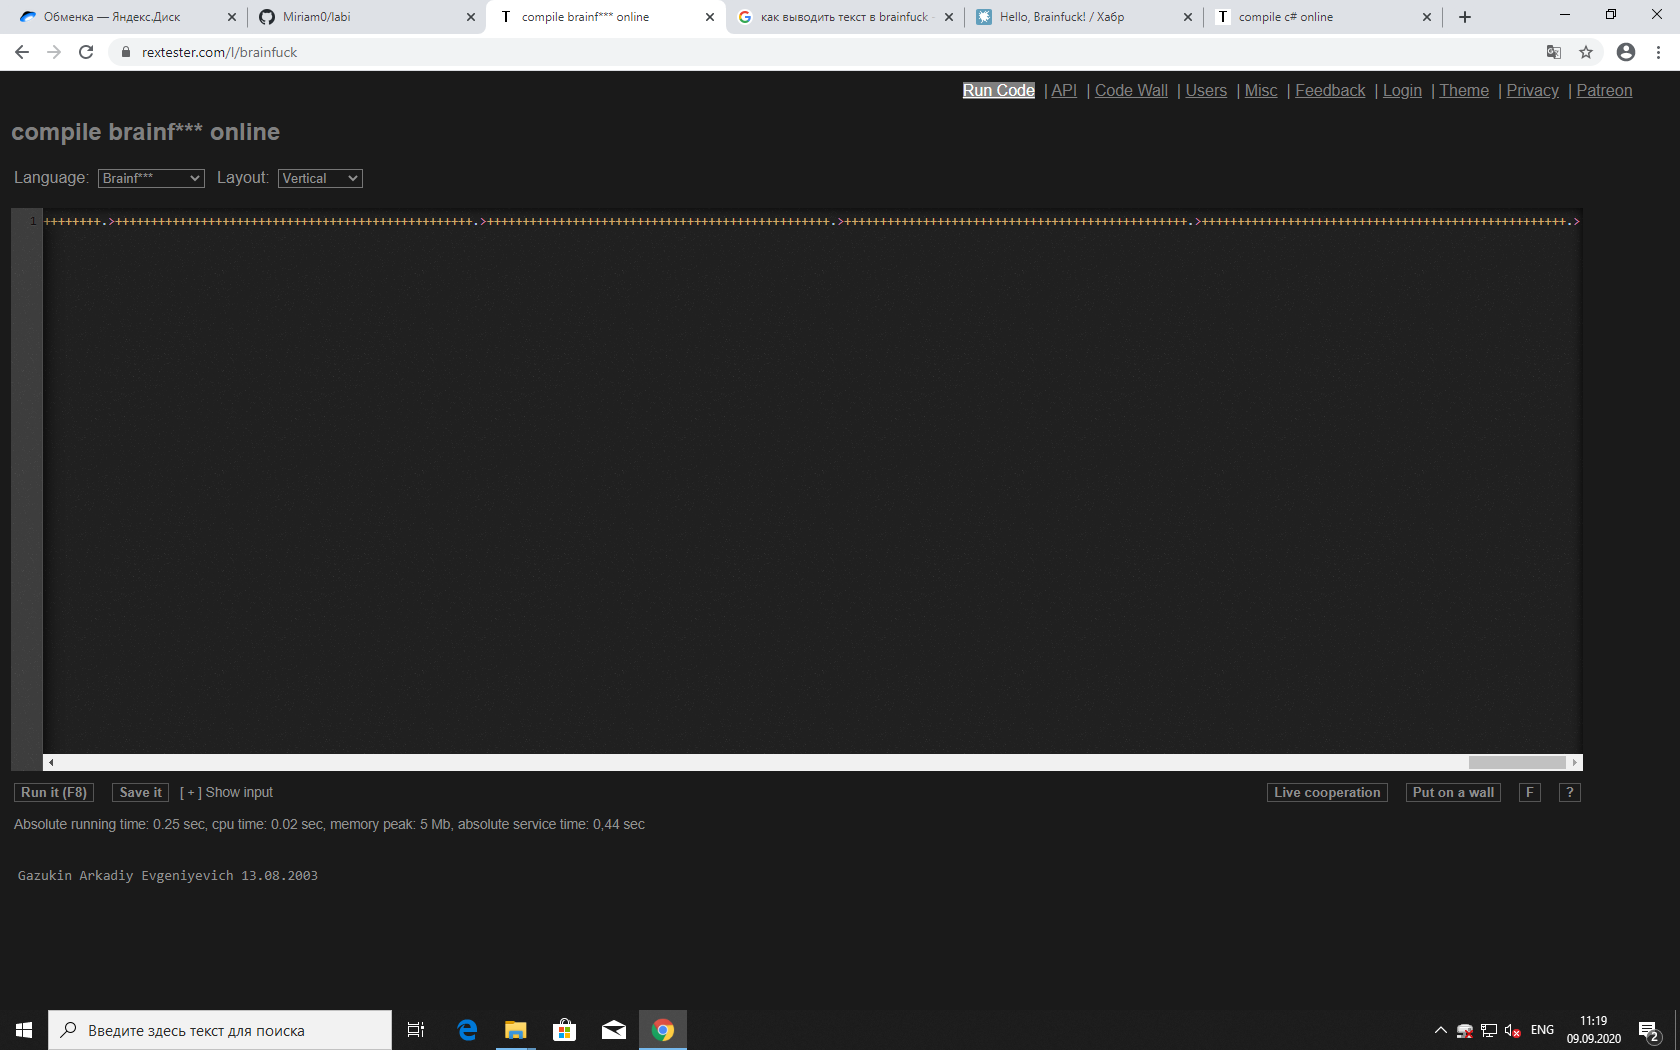 Обменка — Яндекс.Диск
Miriam0/labi
compile brainf*** online
как выводить текст в brainfuck
Hello, Brainfuck! / Хабр
compile c# online
rextester.com/l/brainfuck
Run Code | API | Code Wall | Users | Misc | Feedback | Login | Theme | Privacy | Patreon
compile brainf*** online
Language: Brainf*** Layout: Vertical
1
Run it (F8) Save it [ + ] Show input Live cooperation Put on a wall F ?
Absolute running time: 0.25 sec, cpu time: 0.02 sec, memory peak: 5 Mb, absolute service time: 0,44 sec
Gazukin Arkadiy Evgeniyevich 13.08.2003
Введите здесь текст для поиска
ENG
11:19
09.09.2020
2